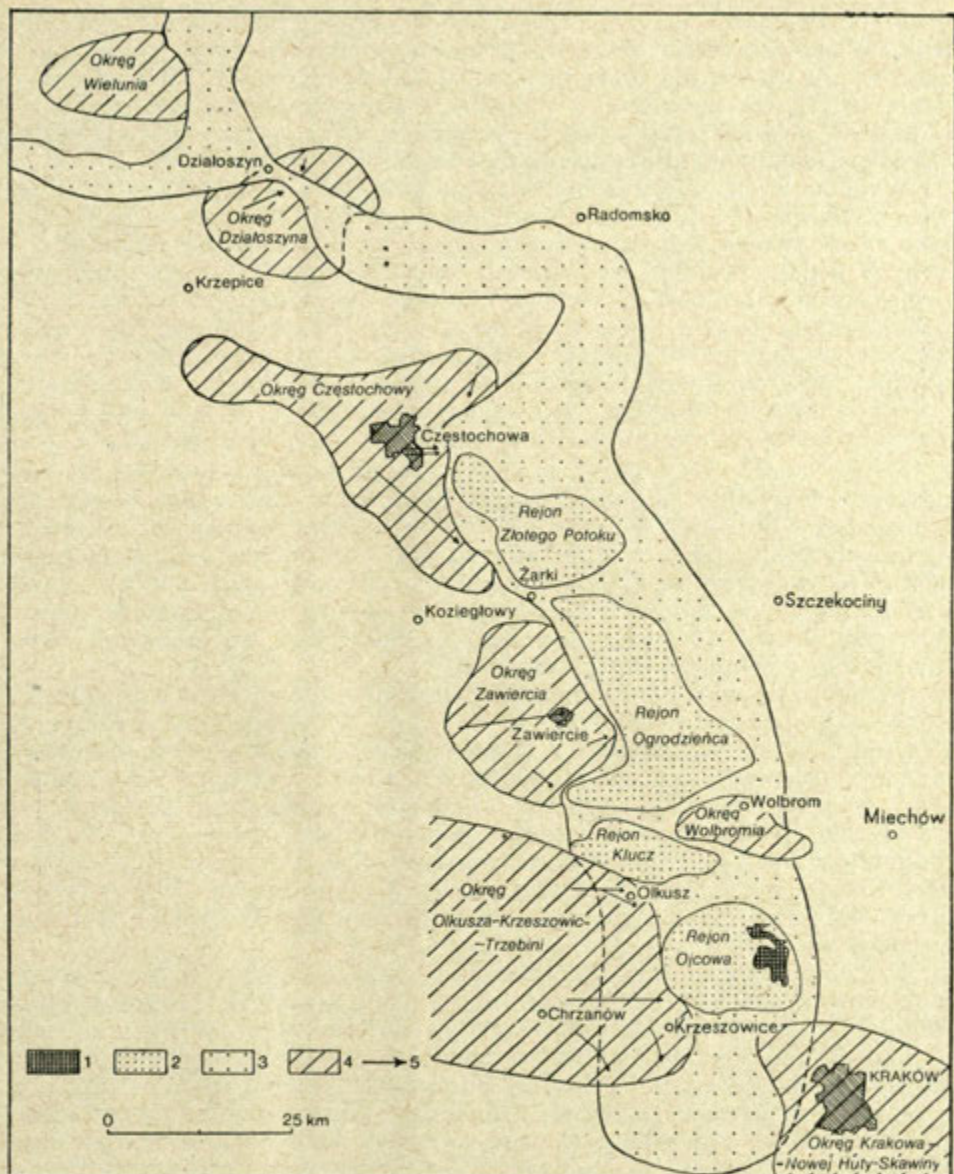 Okręg
Wielunia
Działoszyn
Okręg
Działoszyna
Radomsko
Krzepice
Okręg Częstochowy
Częstochowa
Rejon
Złotego Potoku
Żarki
Koziegłowy
Szczekociny
Okręg
Zawiercia
Zawiercie
Rejon
Ogrodzieńca
Wolbrom
Okręg
Wolbromia
Miechów
Rejon
Klucz
Okręg
Olkusza-Krzeszowic-
-Trzebini
Olkusz
Rejon
Ojcowa
Chrzanów
Krzeszowice
1 2 3 4 5
KRAKÓW
0 25 km
Okręg Krakowa-
-Nowej Huty-Skawiny